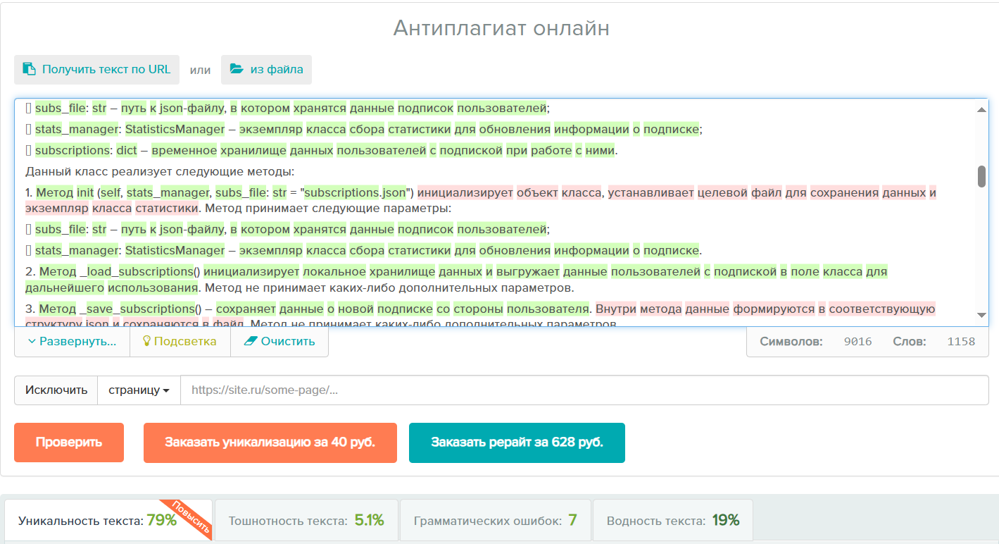 Антиплагиат онлайн
Получить текст по URL или из файла
subs_file: str – путь к json-файлу, в котором хранятся данные подписок пользователей;
stats_manager: StatisticsManager – экземпляр класса сбора статистики для обновления информации о подписке;
subscriptions: dict – временное хранилище данных пользователей с подпиской при работе с ними.
Данный класс реализует следующие методы:
1. Метод init (self, stats_manager, subs_file: str = "subscriptions.json") инициализирует объект класса, устанавливает целевой файл для сохранения данных и
экземпляр класса статистики. Метод принимает следующие параметры:
subs_file: str – путь к json-файлу, в котором хранятся данные подписок пользователей;
stats_manager: StatisticsManager – экземпляр класса сбора статистики для обновления информации о подписке.
2. Метод _load_subscriptions() инициализирует локальное хранилище данных и выгружает данные пользователей с подпиской в поле класса для
дальнейшего использования. Метод не принимает каких-либо дополнительных параметров.
3. Метод _save_subscriptions() – сохраняет данные о новой подписке со стороны пользователя. Внутри метода данные формируются в соответствующую
структуру json и сохраняются в файл. Метод не принимает каких-либо дополнительных параметров.
Развернуть... Подсветка Очистить Символов: 9016 Слов: 1158
Исключить страницу https://site.ru/some-page/...
Проверить Заказать уникализацию за 40 руб. Заказать рерайт за 628 руб.
Уникальность текста: 79% Повысить Тошнотность текста: 5.1% Грамматических ошибок: 7 Водность текста: 19%